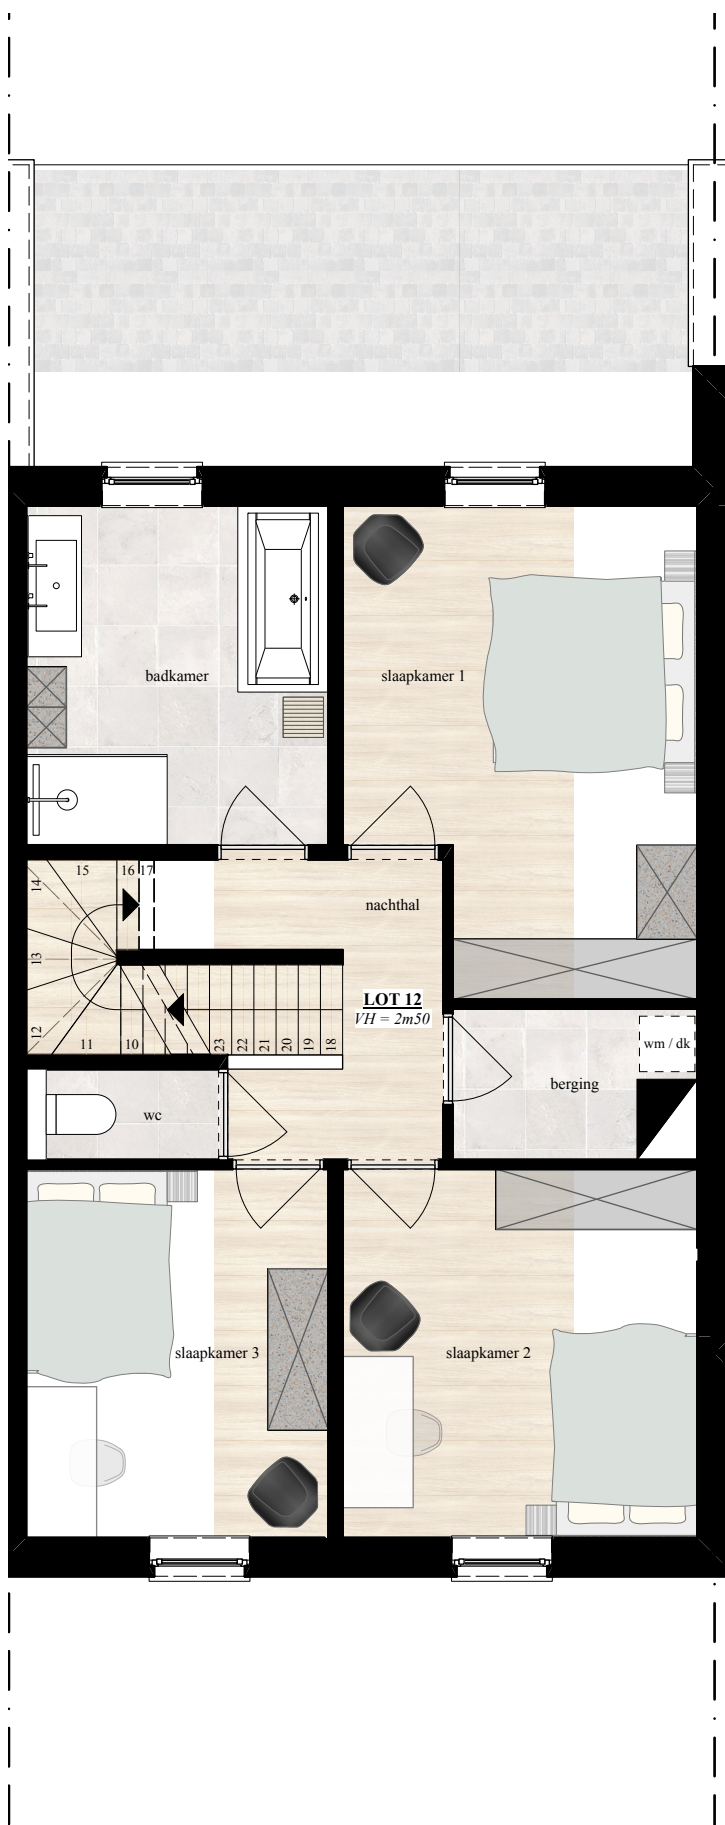 badkamer
slaapkamer 1
15
16
17
14
nachthal
13
LOT 12
VH = 2m50
12
11
10
23
22
21
20
19
18
wm / dk
berging
wc
slaapkamer 3
slaapkamer 2